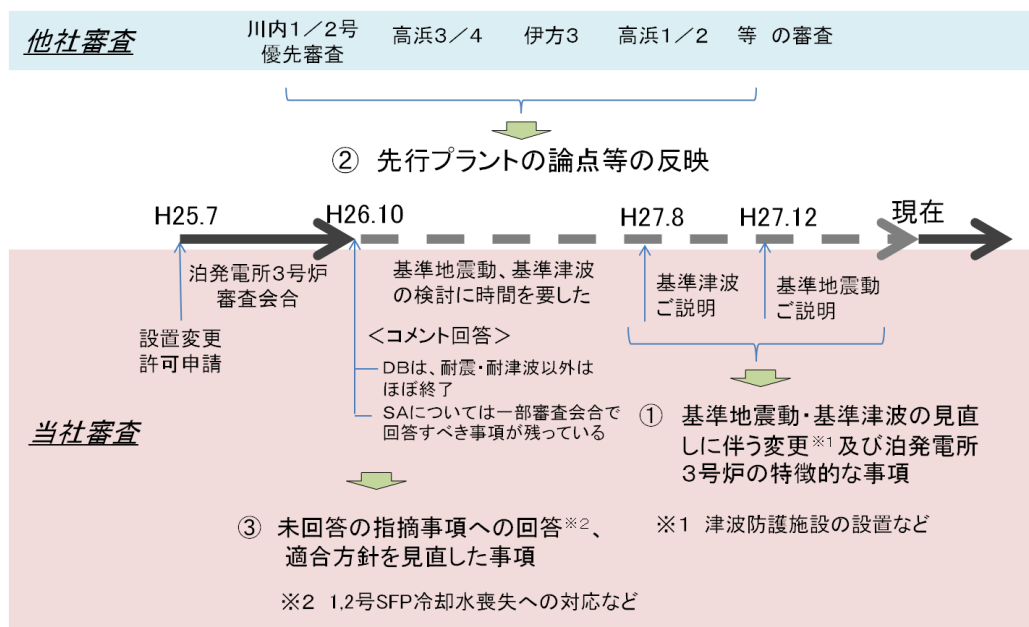 他社審査
川内1／2号
優先審査
高浜3／4
伊方3
高浜1／2
等 の審査
② 先行プラントの論点等の反映
H25.7
H26.10
H27.8
H27.12
現在
泊発電所3号炉
審査会合
基準地震動、基準津波
の検討に時間を要した
基準津波
ご説明
基準地震動
ご説明
設置変更
許可申請
＜コメント回答＞
DBは、耐震・耐津波以外は
ほぼ終了
SAについては一部審査会合で
回答すべき事項が残っている
当社審査
① 基準地震動・基準津波の見直
しに伴う変更※1及び泊発電所
3号炉の特徴的な事項
※1 津波防護施設の設置など
③ 未回答の指摘事項への回答※2、
適合方針を見直した事項
※2 1,2号SFP冷却水喪失への対応など